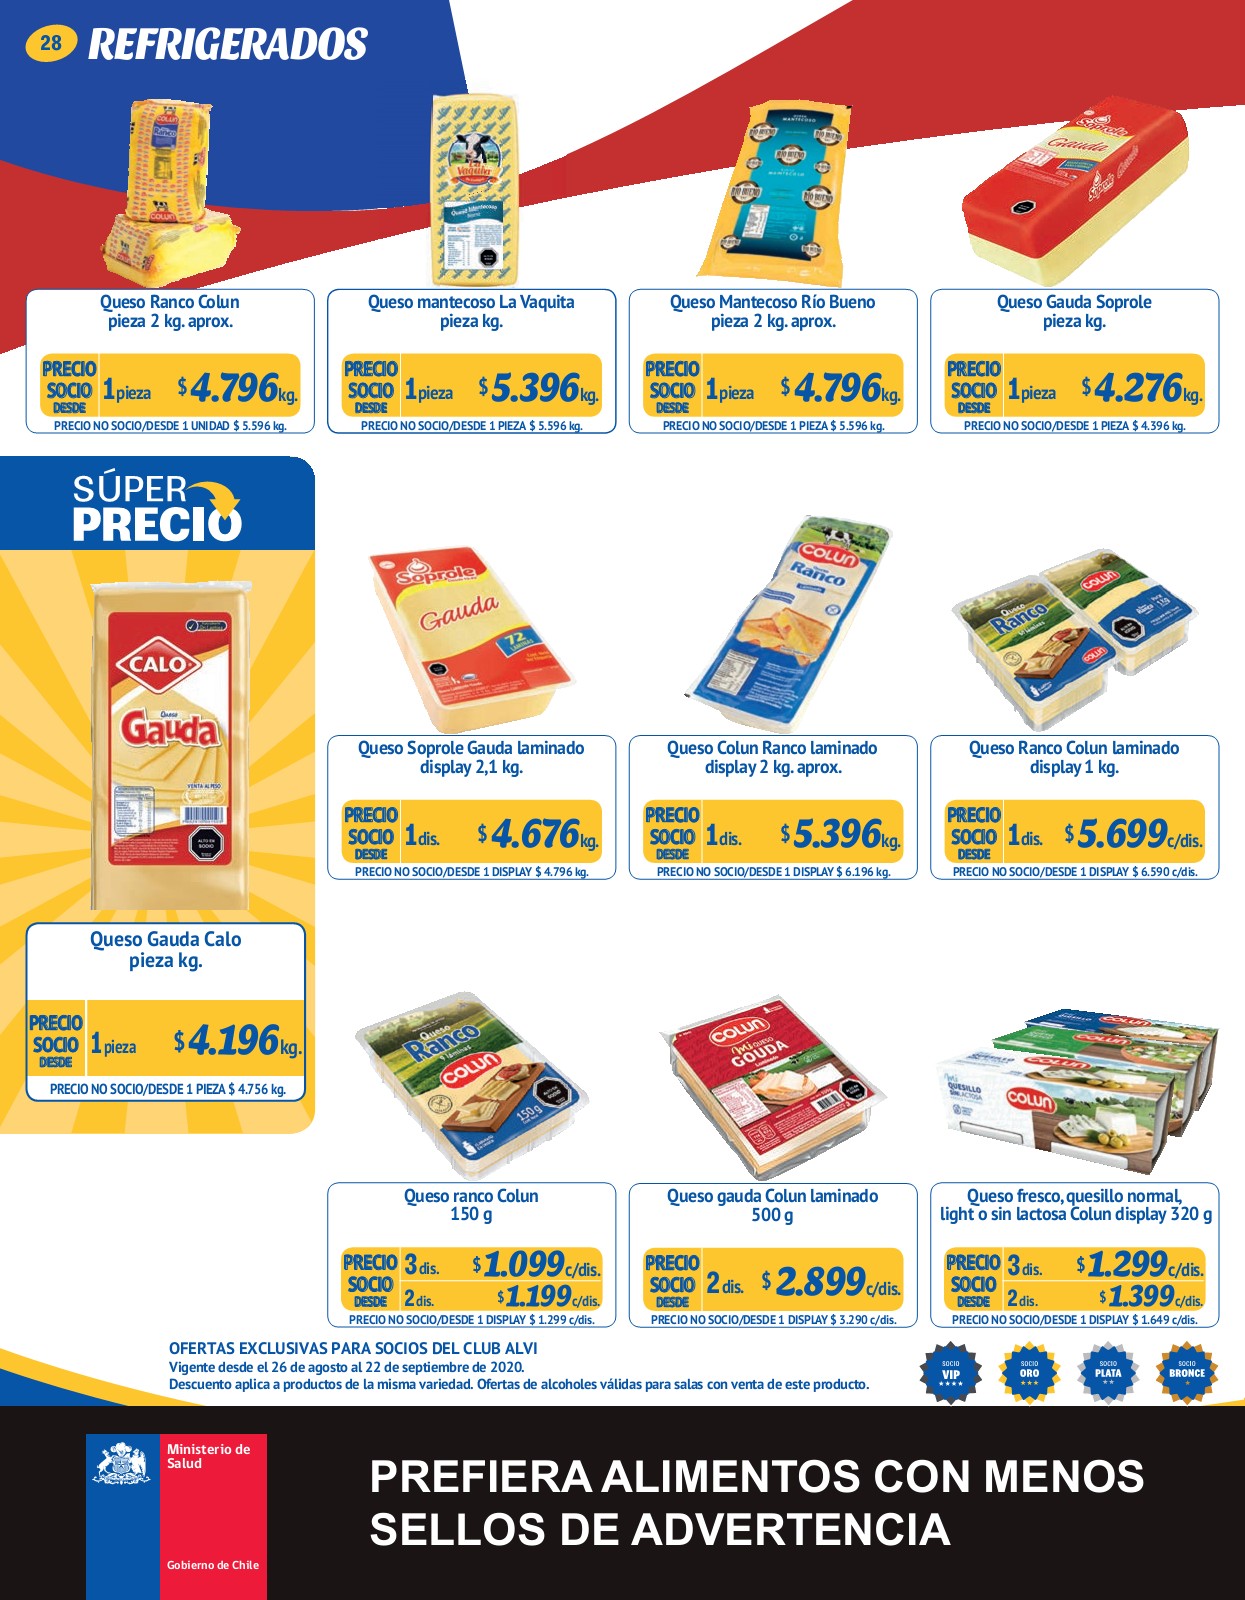 28 REFRIGERADOS
Queso Ranco Colun
pieza 2 kg. aprox.
PRECIO SOCIO DESDE 1 pieza $ 4.796 kg.
PRECIO NO SOCIO/DESDE 1 UNIDAD $ 5.596 kg.
Queso mantecoso La Vaquita
pieza kg.
PRECIO SOCIO DESDE 1 pieza $ 5.396 kg.
PRECIO NO SOCIO/DESDE 1 PIEZA $ 5.596 kg.
Queso Mantecoso Río Bueno
pieza 2 kg. aprox.
PRECIO SOCIO DESDE 1 pieza $ 4.796 kg.
PRECIO NO SOCIO/DESDE 1 PIEZA $ 5.596 kg.
Queso Gauda Soprole
pieza kg.
PRECIO SOCIO DESDE 1 pieza $ 4.276 kg.
PRECIO NO SOCIO/DESDE 1 PIEZA $ 4.396 kg.
SÚPER
PRECIO
CALO
Queso
Gauda
VENTA AL PESO
Queso Gauda Calo
pieza kg.
PRECIO SOCIO DESDE 1 pieza $ 4.196 kg.
PRECIO NO SOCIO/DESDE 1 PIEZA $ 4.756 kg.
Soprole
Gauda
72
Queso Soprole Gauda laminado
display 2,1 kg.
PRECIO SOCIO DESDE 1 dis. $ 4.676 kg.
PRECIO NO SOCIO/DESDE 1 DISPLAY $ 4.796 kg.
COLUN
Ranco
Queso Colun Ranco laminado
display 2 kg. aprox.
PRECIO SOCIO DESDE 1 dis. $ 5.396 kg.
PRECIO NO SOCIO/DESDE 1 DISPLAY $ 6.196 kg.
Queso
Ranco
COLUN
Queso Ranco Colun laminado
display 1 kg.
PRECIO SOCIO DESDE 1 dis. $ 5.699 c/dis.
PRECIO NO SOCIO/DESDE 1 DISPLAY $ 6.590 c/dis.
Queso
Ranco
COLUN
150 g
Queso ranco Colun
150 g
PRECIO SOCIO DESDE 3 dis. $ 1.099 c/dis.
2 dis. $ 1.199 c/dis.
PRECIO NO SOCIO/DESDE 1 DISPLAY $ 1.299 c/dis.
COLUN
Mi QUESO
GOUDA
Laminado
Queso gauda Colun laminado
500 g
PRECIO SOCIO DESDE 2 dis. $ 2.899 c/dis.
PRECIO NO SOCIO/DESDE 1 DISPLAY $ 3.290 c/dis.
Mi
QUESILLO
SIN LACTOSA
COLUN
Queso fresco, quesillo normal,
light o sin lactosa Colun display 320 g
PRECIO SOCIO DESDE 3 dis. $ 1.299 c/dis.
2 dis. $ 1.399 c/dis.
PRECIO NO SOCIO/DESDE 1 DISPLAY $ 1.649 c/dis.
OFERTAS EXCLUSIVAS PARA SOCIOS DEL CLUB ALVI
Vigente desde el 26 de agosto al 22 de septiembre de 2020.
Descuento aplica a productos de la misma variedad. Ofertas de alcoholes válidas para salas con venta de este producto.
SOCIO VIP
SOCIO ORO
SOCIO PLATA
SOCIO BRONCE
Ministerio de
Salud
Gobierno de Chile
PREFIERA ALIMENTOS CON MENOS
SELLOS DE ADVERTENCIA